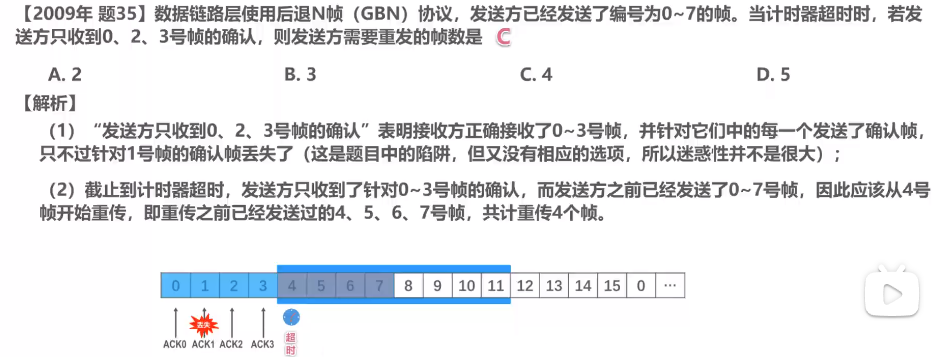 【2009年 题35】数据链路层使用后退N帧（GBN）协议，发送方已经发送了编号为0~7的帧。当计时器超时时，若发
送方只收到0、2、3号帧的确认，则发送方需要重发的帧数是 C
A. 2 B. 3 C. 4 D. 5
【解析】
（1）“发送方只收到0、2、3号帧的确认”表明接收方正确接收了0~3号帧，并针对它们中的每一个发送了确认帧，
只不过针对1号帧的确认帧丢失了（这是题目中的陷阱，但又没有相应的选项，所以迷惑性并不是很大）；
（2）截止到计时器超时，发送方只收到了针对0~3号帧的确认，而发送方之前已经发送了0~7号帧，因此应该从4号
帧开始重传，即重传之前已经发送过的4、5、6、7号帧，共计重传4个帧。
0 1 2 3 4 5 6 7 8 9 10 11 12 13 14 15 0 …
丢失
ACK0 ACK1 ACK2 ACK3
超
时